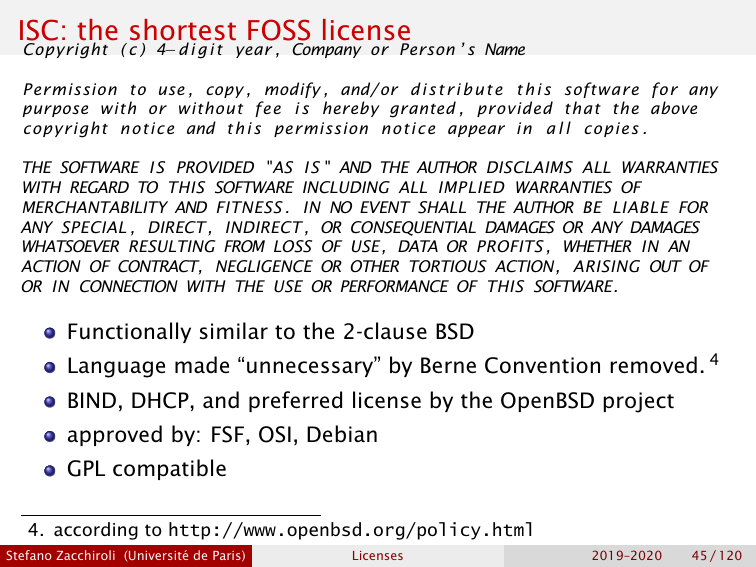 ISC: the shortest FOSS license
Copyright (c) 4–digit year, Company or Person's Name
Permission to use, copy, modify, and/or distribute this software for any
purpose with or without fee is hereby granted, provided that the above
copyright notice and this permission notice appear in all copies.
THE SOFTWARE IS PROVIDED "AS IS" AND THE AUTHOR DISCLAIMS ALL WARRANTIES
WITH REGARD TO THIS SOFTWARE INCLUDING ALL IMPLIED WARRANTIES OF
MERCHANTABILITY AND FITNESS. IN NO EVENT SHALL THE AUTHOR BE LIABLE FOR
ANY SPECIAL, DIRECT, INDIRECT, OR CONSEQUENTIAL DAMAGES OR ANY DAMAGES
WHATSOEVER RESULTING FROM LOSS OF USE, DATA OR PROFITS, WHETHER IN AN
ACTION OF CONTRACT, NEGLIGENCE OR OTHER TORTIOUS ACTION, ARISING OUT OF
OR IN CONNECTION WITH THE USE OR PERFORMANCE OF THIS SOFTWARE.
Functionally similar to the 2-clause BSD
Language made “unnecessary” by Berne Convention removed. 4
BIND, DHCP, and preferred license by the OpenBSD project
approved by: FSF, OSI, Debian
GPL compatible
4. according to http://www.openbsd.org/policy.html
Stefano Zacchiroli (Université de Paris) Licenses 2019–2020 45 / 120